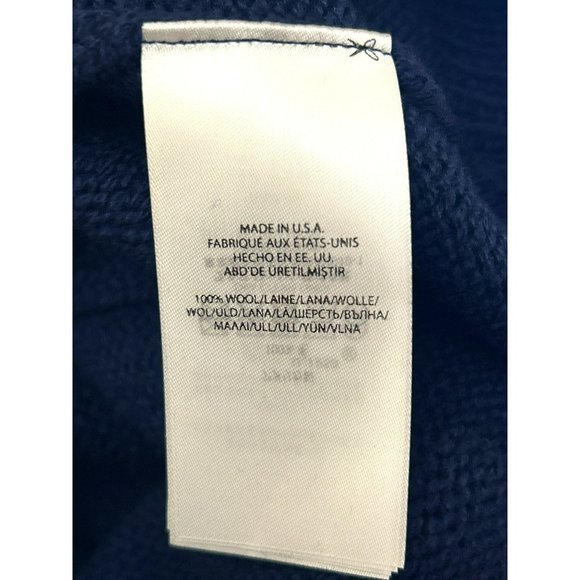 MADE IN U.S.A.
FABRIQUÉ AUX ÉTATS-UNIS
HECHO EN EE. UU.
ABD'DE ÜRETILMIŞTIR
100% WOOL/LAINE/LANA/WOLLE/
WOL/ULD/LANA/LÃ/ШЕРСТЬ/ВЪЛНА/
ΜΑΛΛΙ/ULL/ULL/YÜN/VLNA